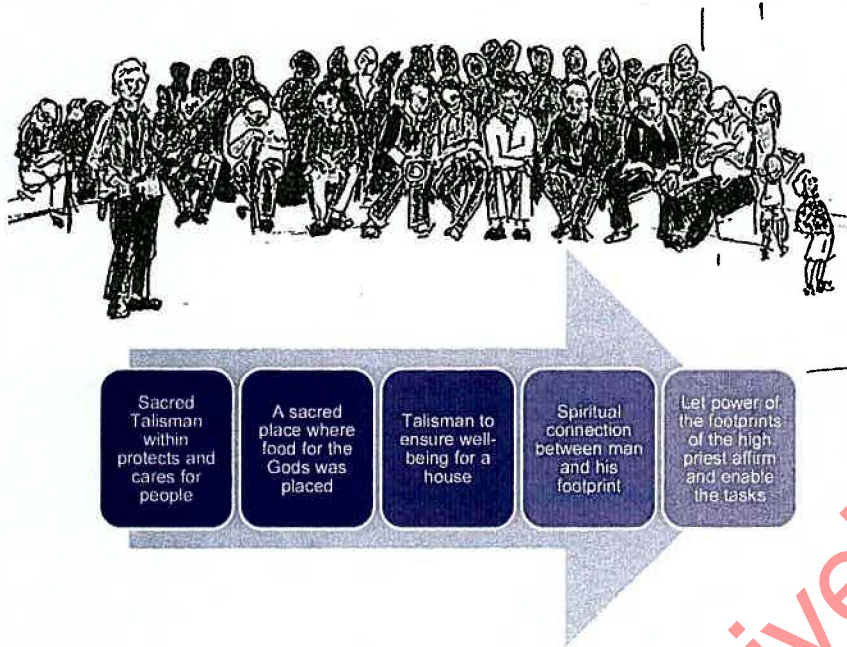 Sacred
Talisman
within
protects and
cares for
people
A sacred
place where
food for the
Gods was
placed
Talisman to
ensure well-
being for a
house
Spiritual
connection
between man
and his
footprint
Let power of
the footprints
of the high
priest affirm
and enable
the tasks